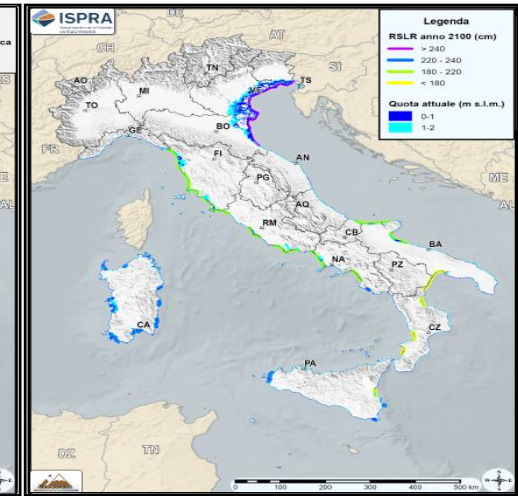 ca
ISPRA
Legenda
RSLR anno 2100 (cm)
> 240
220 - 240
180 - 220
< 180
Quota attuale (m s.l.m.)
0-1
1-2
DE
CH
AT
SI
FR
ME
AL
DZ
TN
AO
TO
MI
TN
VE
TS
GE
BO
FI
AN
PG
AQ
RM
CB
NA
BA
PZ
CZ
CA
PA
E
AL
0 100 200 300 400 500 km